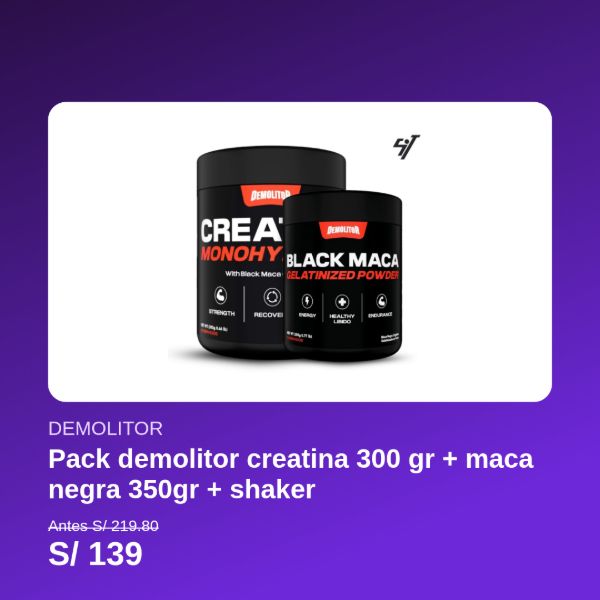 DEMOLITOR
CREAT
MONOHY
With Black Maca
STRENGTH
RECOVER
DEMOLITOR
BLACK MACA
GELATINIZED POWDER
ENERGY
HEALTHY
LIBIDO
ENDURANCE
DEMOLITOR
Pack demolitor creatina 300 gr + maca
negra 350gr + shaker
Antes S/ 219.80
S/ 139